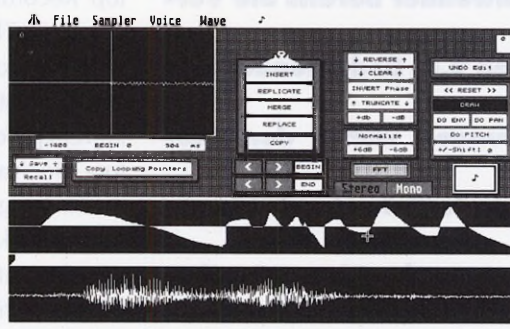 File Sampler Voice Wave
0
INSERT
REPLICATE
MERGE
REPLACE
COPY
↓ REVERSE ↑
↓ CLEAR ↑
INVERT Phase
↑ TRUNCATE ↓
+db -db
Normalize
+6dB -6dB
FFT
Stereo Mono
UNDO Edit
<< RESET >>
DRAW
DO ENV DO PAN
Do PITCH
-1600 BEGIN 0 304 ms
↓ Save ↑
Recall
Copy Looping Pointers
< > BEGIN
< > END